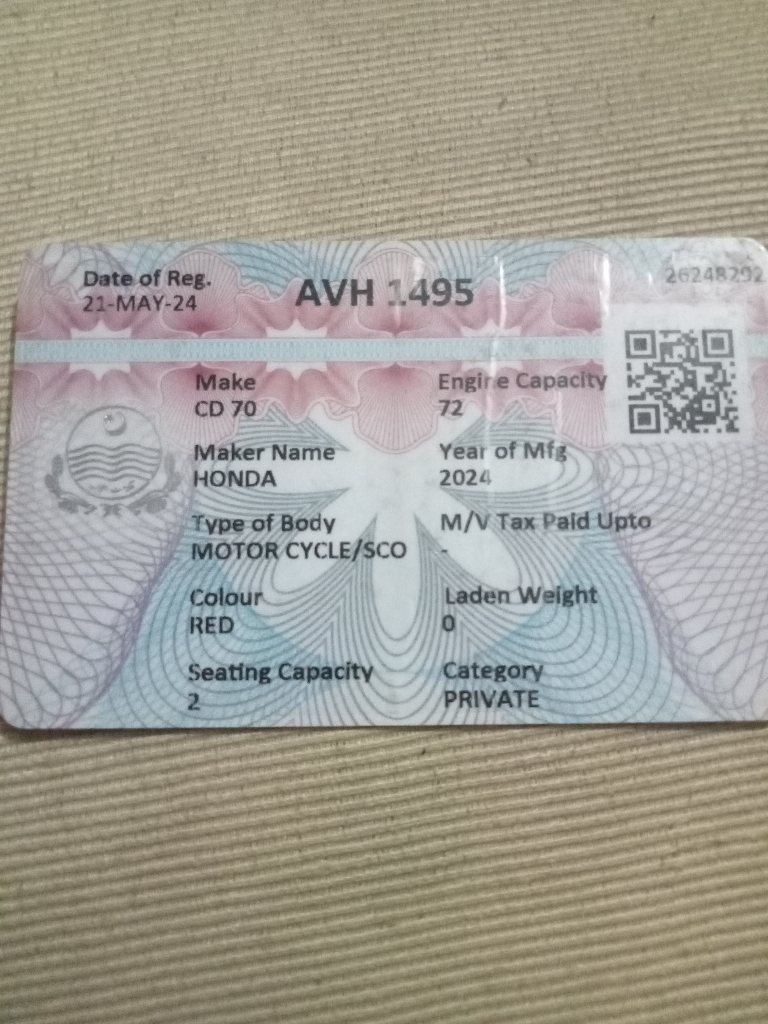 Date of Reg.
21-MAY-24
AVH 1495
26248292
Make
CD 70
Engine Capacity
72
Maker Name
HONDA
Year of Mfg
2024
Type of Body
MOTOR CYCLE/SCO
M/V Tax Paid Upto
-
Colour
RED
Laden Weight
0
Seating Capacity
2
Category
PRIVATE